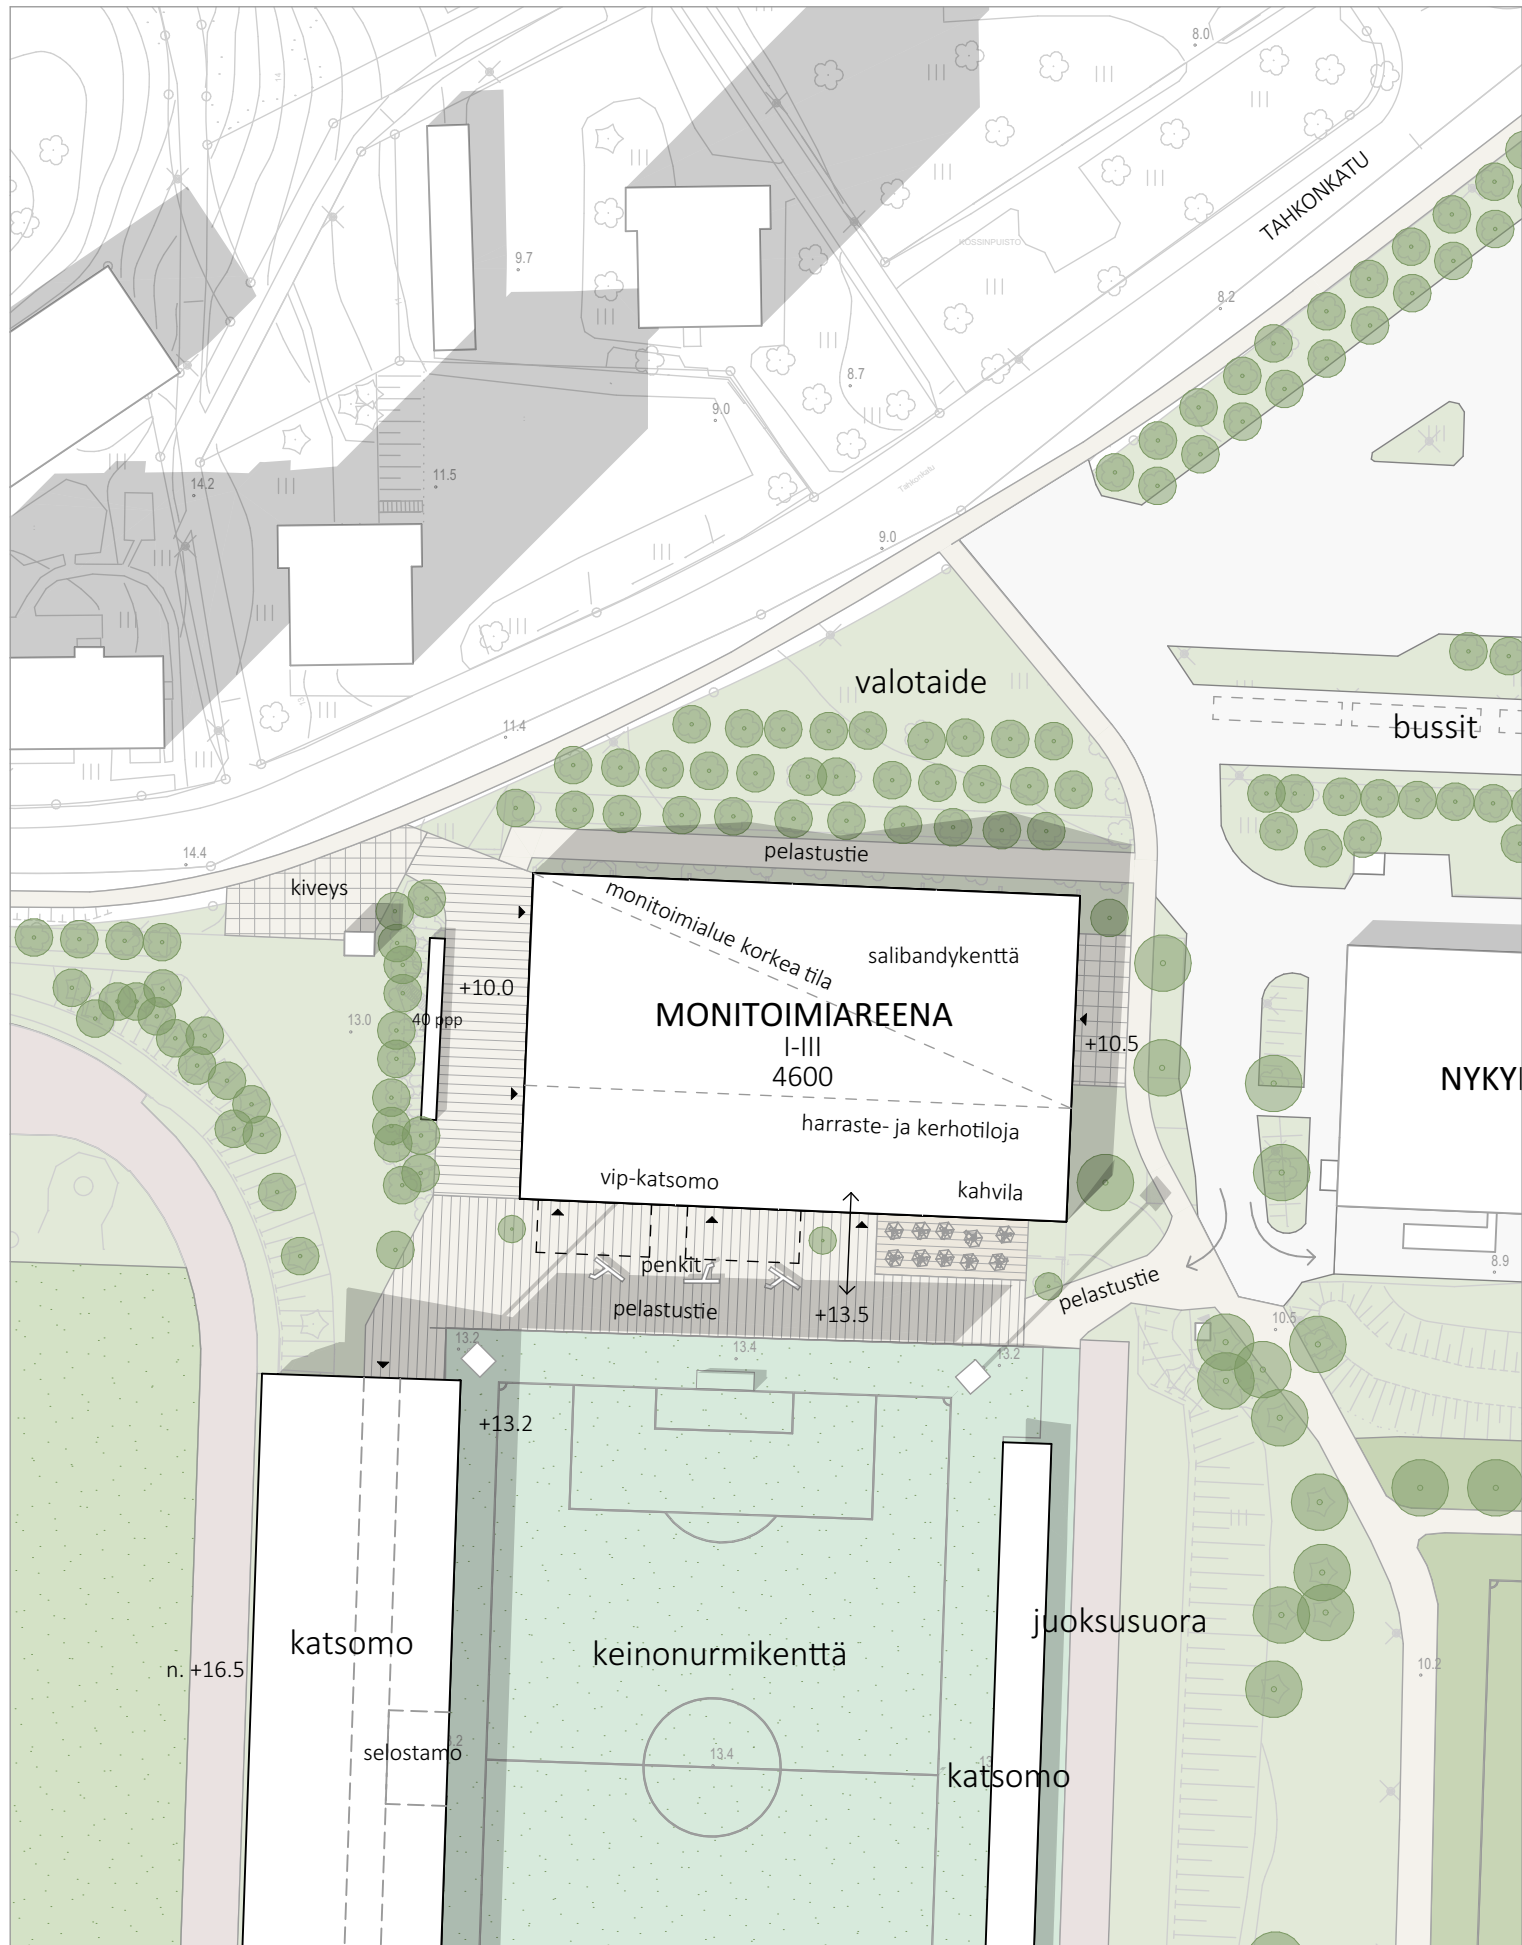 8.0
TAHKONKATU
KOSSINPUISTO
9.7
8.2
8.7
9.0
11.5
14.2
Tahkonkatu
9.0
valotaide
11.4
bussit
14.4
pelastustie
kiveys
monitoimialue korkea tila
salibandykenttä
+10.0
MONITOIMIAREENA
13.0
40 ppp
I-III
+10.5
4600
NYKYI
harraste- ja kerhotiloja
vip-katsomo
kahvila
penkit
8.9
pelastustie
pelastustie
+13.5
10.5
13.2
13.4
13.2
+13.2
juoksusuora
katsomo
keinonurmikenttä
n. +16.5
10.2
selostamo
13.4
katsomo